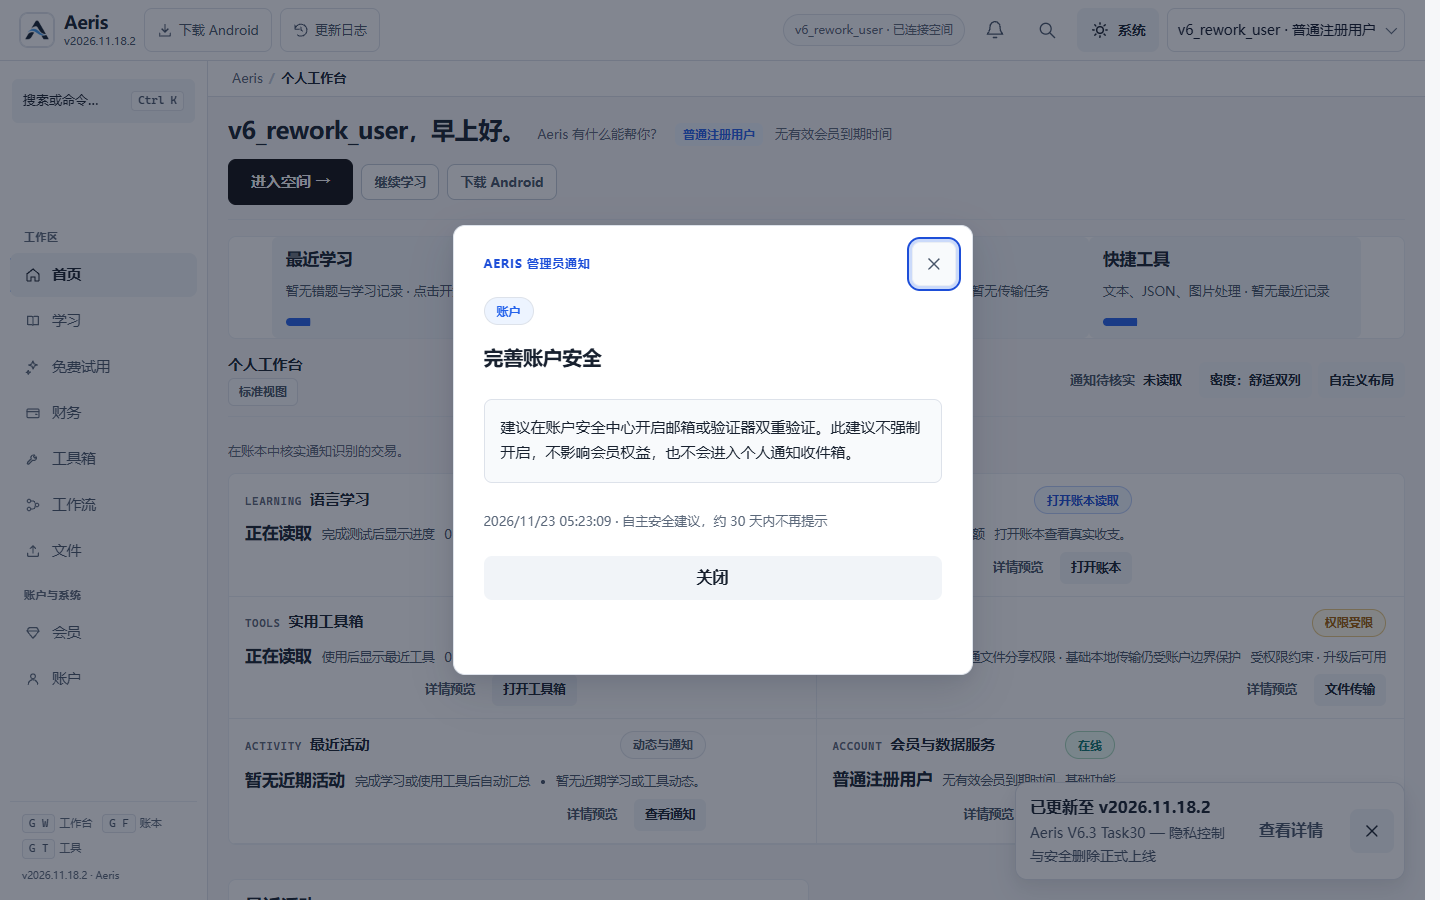 Aeris
v2026.11.18.2
下载 Android
更新日志
v6_rework_user · 已连接空间
系统
v6_rework_user · 普通注册用户
搜索或命令...
Ctrl K
Aeris / 个人工作台
v6_rework_user，早上好。
Aeris 有什么能帮你？
普通注册用户
无有效会员到期时间
进入空间 →
继续学习
下载 Android
工作区
首页
学习
免费试用
财务
工具箱
工作流
文件
账户与系统
会员
账户
G W 工作台 G F 账本
G T 工具
v2026.11.18.2 · Aeris
最近学习
暂无错题与学习记录 · 点击开
暂无传输任务
快捷工具
文本、JSON、图片处理 · 暂无最近记录
个人工作台
标准视图
通知待核实 未读取
密度：舒适双列
自定义布局
在账本中核实通知识别的交易。
AERIS 管理员通知
账户
完善账户安全
建议在账户安全中心开启邮箱或验证器双重验证。此建议不强制
开启，不影响会员权益，也不会进入个人通知收件箱。
2026/11/23 05:23:09 · 自主安全建议，约 30 天内不再提示
关闭
LEARNING 语言学习
正在读取 完成测试后显示进度 0
打开账本读取
额 打开账本查看真实收支。
详情预览
打开账本
TOOLS 实用工具箱
正在读取 使用后显示最近工具 0
详情预览
打开工具箱
权限受限
通文件分享权限 · 基础本地传输仍受账户边界保护 受权限约束 · 升级后可用
详情预览
文件传输
ACTIVITY 最近活动
动态与通知
暂无近期活动 完成学习或使用工具后自动汇总 • 暂无近期学习或工具动态。
详情预览
查看通知
ACCOUNT 会员与数据服务
在线
普通注册用户 无有效会员到期时间 基础功能
详情预览
已更新至 v2026.11.18.2
Aeris V6.3 Task30 — 隐私控制
与安全删除正式上线
查看详情